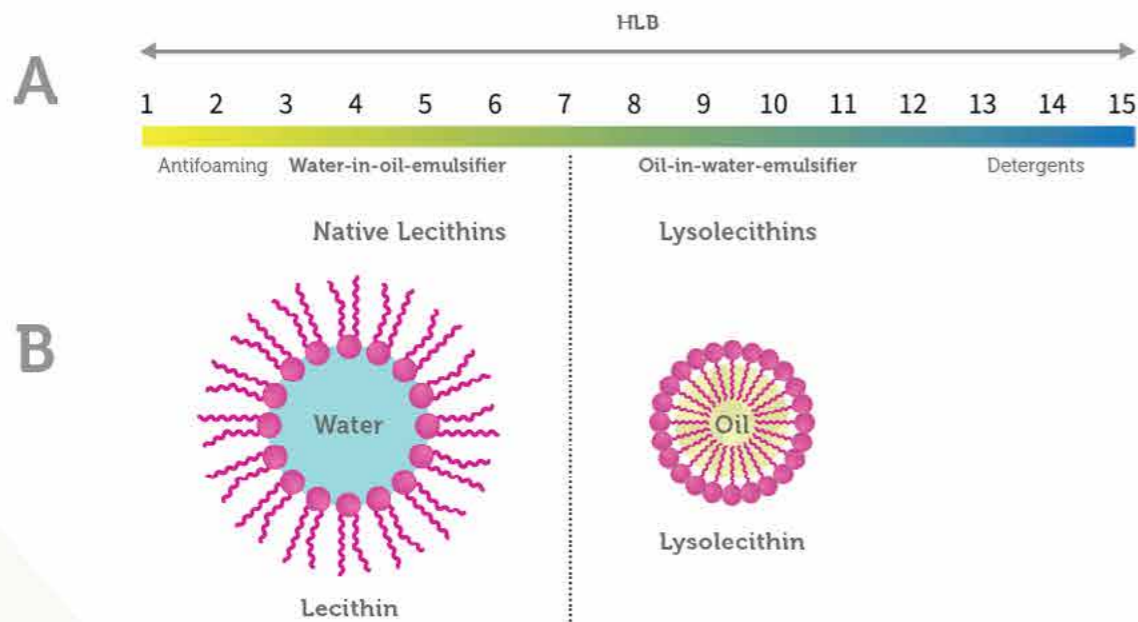 HLB
A
1 2 3 4 5 6 7 8 9 10 11 12 13 14 15
Antifoaming Water-in-oil-emulsifier Oil-in-water-emulsifier Detergents
Native Lecithins Lysolecithins
B
Water Oil
Lysolecithin
Lecithin